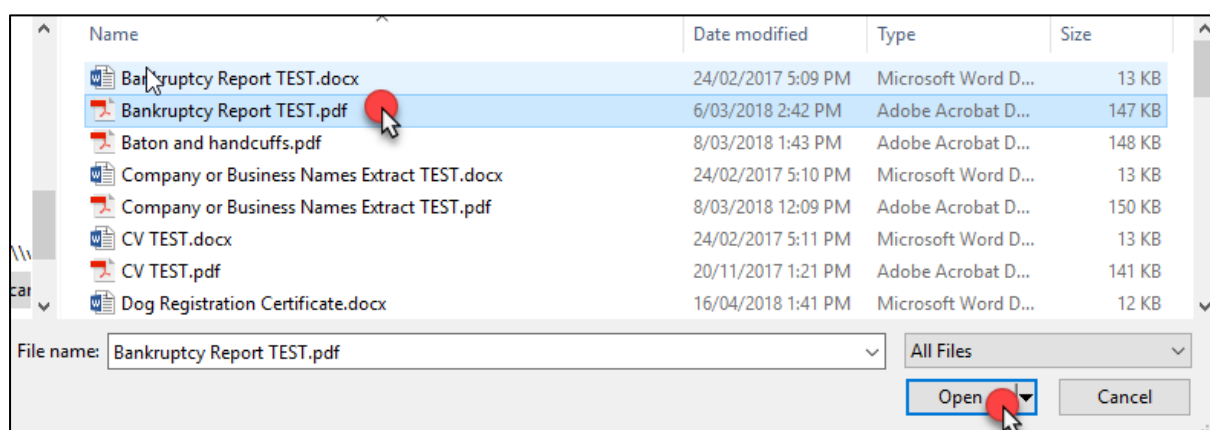 Name Date modified Type Size
Bankruptcy Report TEST.docx 24/02/2017 5:09 PM Microsoft Word D... 13 KB
Bankruptcy Report TEST.pdf 6/03/2018 2:42 PM Adobe Acrobat D... 147 KB
Baton and handcuffs.pdf 8/03/2018 1:43 PM Adobe Acrobat D... 148 KB
Company or Business Names Extract TEST.docx 24/02/2017 5:10 PM Microsoft Word D... 13 KB
Company or Business Names Extract TEST.pdf 8/03/2018 12:09 PM Adobe Acrobat D... 150 KB
CV TEST.docx 24/02/2017 5:11 PM Microsoft Word D... 13 KB
CV TEST.pdf 20/11/2017 1:21 PM Adobe Acrobat D... 141 KB
Dog Registration Certificate.docx 16/04/2018 1:41 PM Microsoft Word D... 12 KB
File name: Bankruptcy Report TEST.pdf All Files
Open Cancel